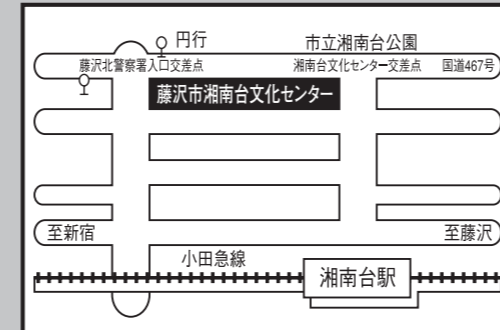 円行
市立湘南台公園
藤沢北警察署入口交差点
湘南台文化センター交差点
国道467号
藤沢市湘南台文化センター
至新宿
至藤沢
小田急線
湘南台駅